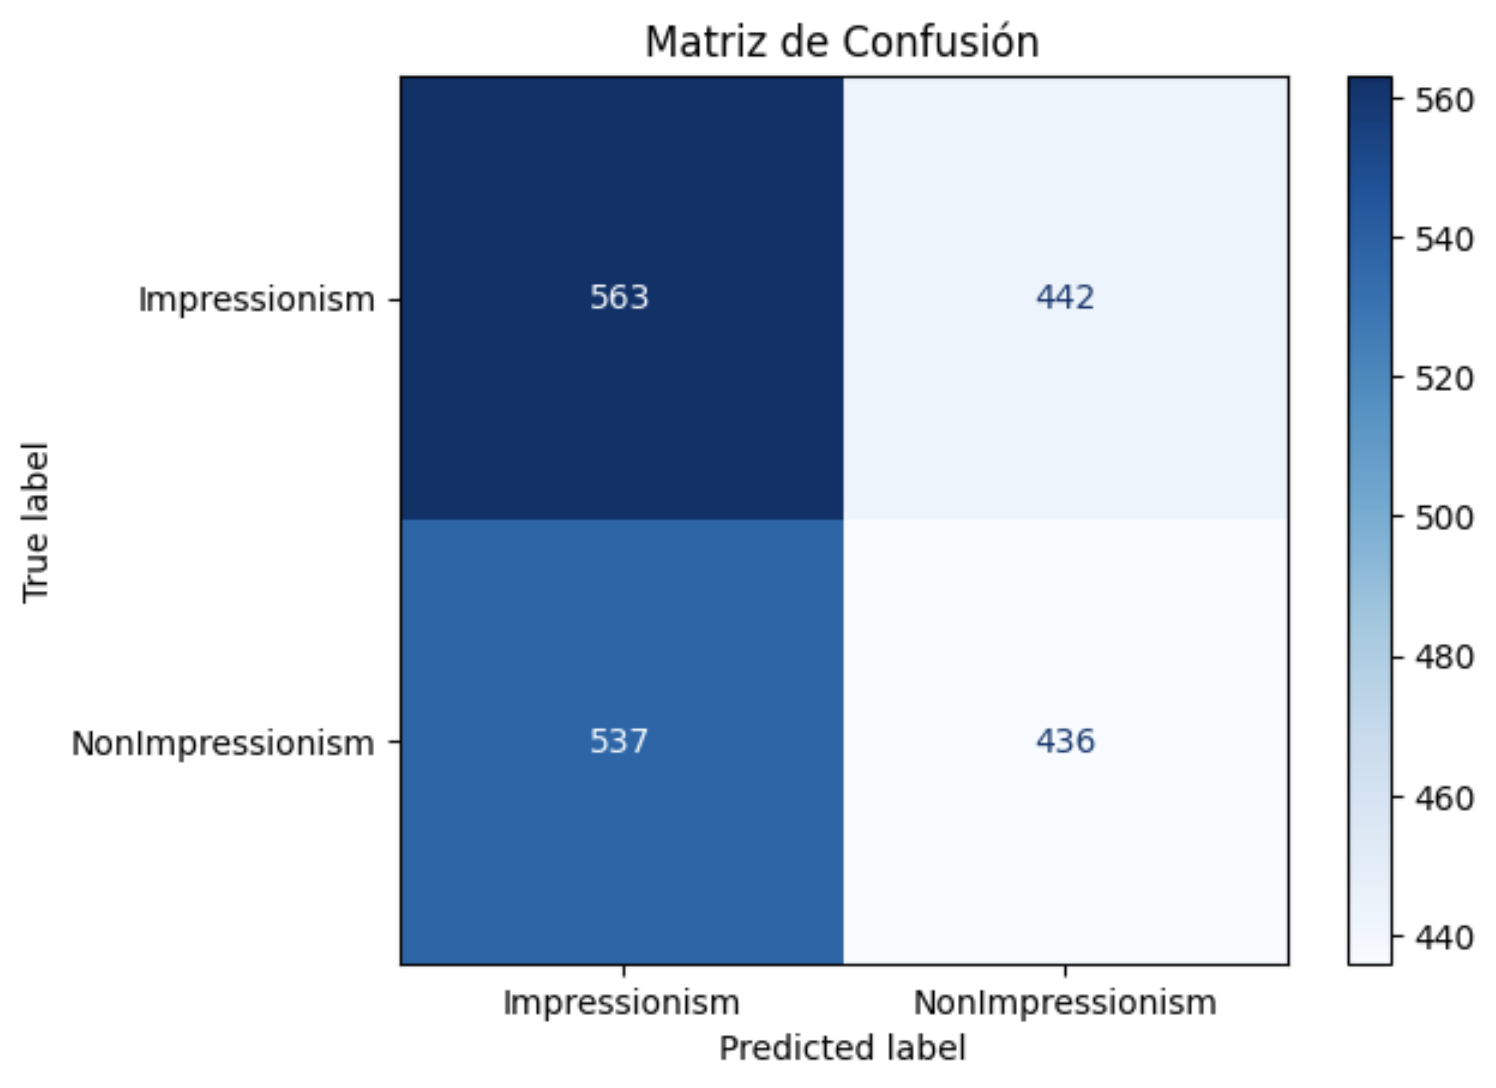 Matriz de Confusión
Impressionism
NonImpressionism
True label
563
442
537
436
Impressionism
NonImpressionism
Predicted label
560
540
520
500
480
460
440